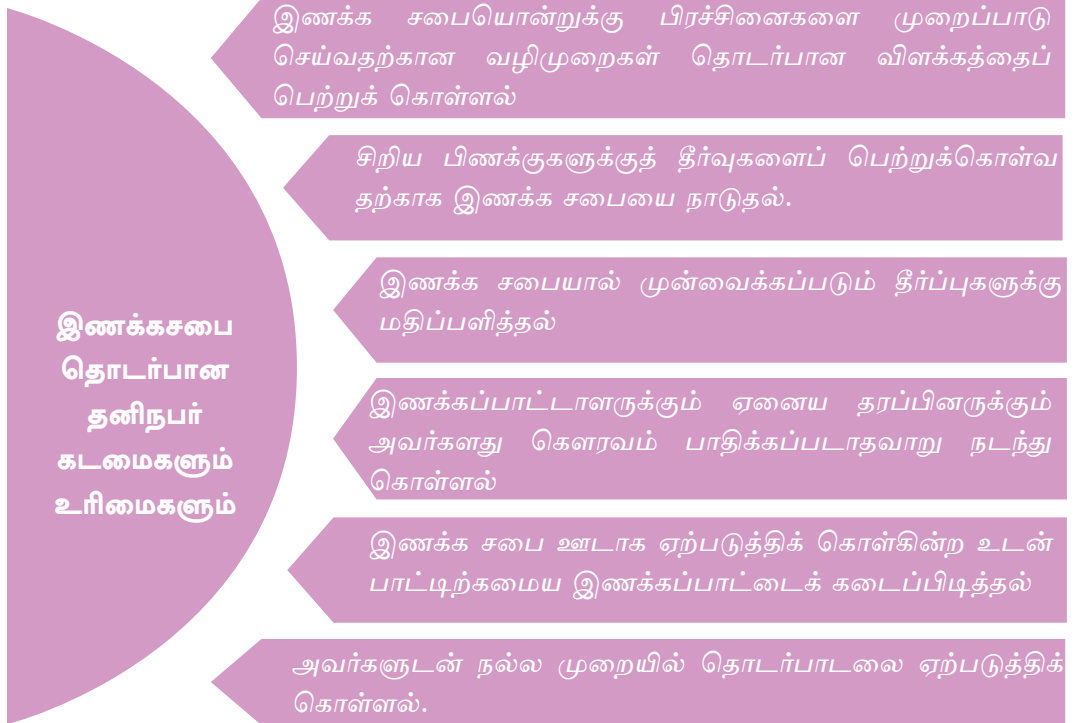 இணக்க சபையொன்றுக்கு பிரச்சினைகளை முறைப்பாடு
செய்வதற்கான வழிமுறைகள் தொடர்பான விளக்கத்தைப்
பெற்றுக் கொள்ளல்
சிறிய பிணக்குகளுக்குத் தீர்வுகளைப் பெற்றுக்கொள்வ
தற்காக இணக்க சபையை நாடுதல்.
இணக்க சபையால் முன்வைக்கப்படும் தீர்ப்புகளுக்கு
மதிப்பளித்தல்
இணக்கசபை
தொடர்பான
தனிநபர்
கடமைகளும்
உரிமைகளும்
இணக்கப்பாட்டாளருக்கும் ஏனைய தரப்பினருக்கும்
அவர்களது கௌரவம் பாதிக்கப்படாதவாறு நடந்து
கொள்ளல்
இணக்க சபை ஊடாக ஏற்படுத்திக் கொள்கின்ற உடன்
பாட்டிற்கமைய இணக்கப்பாட்டைக் கடைப்பிடித்தல்
அவர்களுடன் நல்ல முறையில் தொடர்பாடலை ஏற்படுத்திக்
கொள்ளல்.